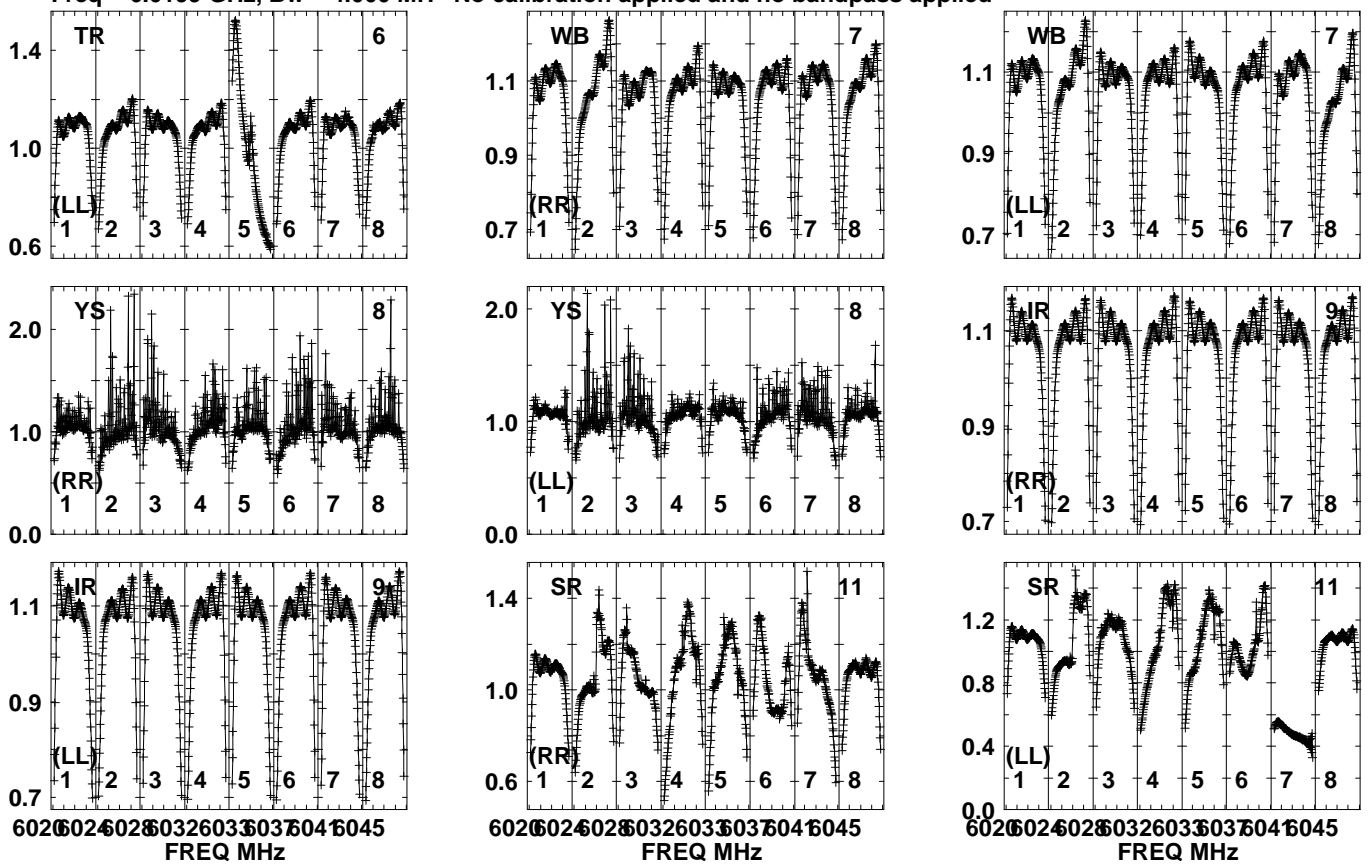 No calibration applied and no bandpass applied
TR 6
1.4
1.0
0.6
(LL)
1 2 3 4 5 6 7 8
WB 7
1.1
0.9
0.7
(RR)
1 2 3 4 5 6 7 8
WB 7
1.1
0.9
0.7
(LL)
1 2 3 4 5 6 7 8
YS 8
2.0
1.0
0.0
(RR)
1 2 3 4 5 6 7 8
YS 8
2.0
1.0
0.0
(LL)
1 2 3 4 5 6 7 8
IR 9
1.1
0.9
0.7
(RR)
1 2 3 4 5 6 7 8
IR 9
1.1
0.9
0.7
(LL)
1 2 3 4 5 6 7 8
6020 6024 6028 6032 6033 6037 6041 6045
FREQ MHz
SR 11
1.4
1.0
0.6
(RR)
1 2 3 4 5 6 7 8
6020 6024 6028 6032 6033 6037 6041 6045
FREQ MHz
SR 11
1.2
0.8
0.4
0.0
(LL)
1 2 3 4 5 6 7 8
6020 6024 6028 6032 6033 6037 6041 6045
FREQ MHz